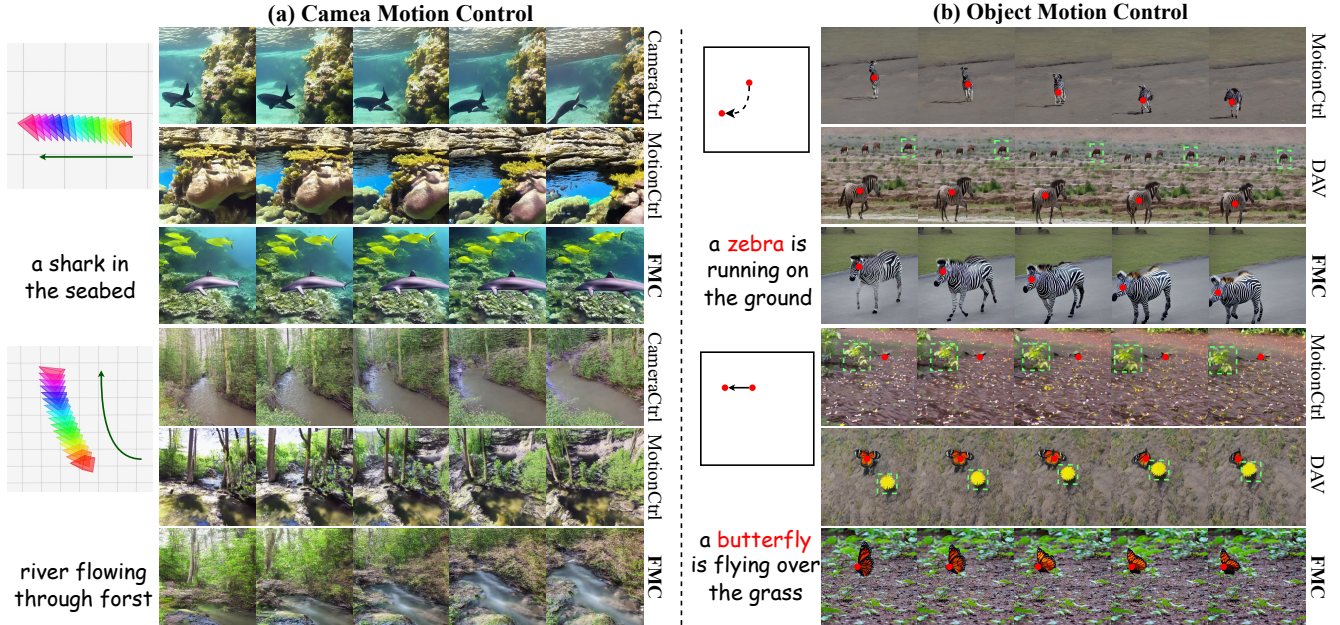 (a) Camea Motion Control
CameraCtrl
MotionCtrl
a shark in
the seabed
FMC
CameraCtrl
MotionCtrl
river flowing
through forst
FMC
(b) Object Motion Control
MotionCtrl
DAV
a zebra is
running on
the ground
FMC
MotionCtrl
DAV
a butterfly
is flying over
the grass
FMC